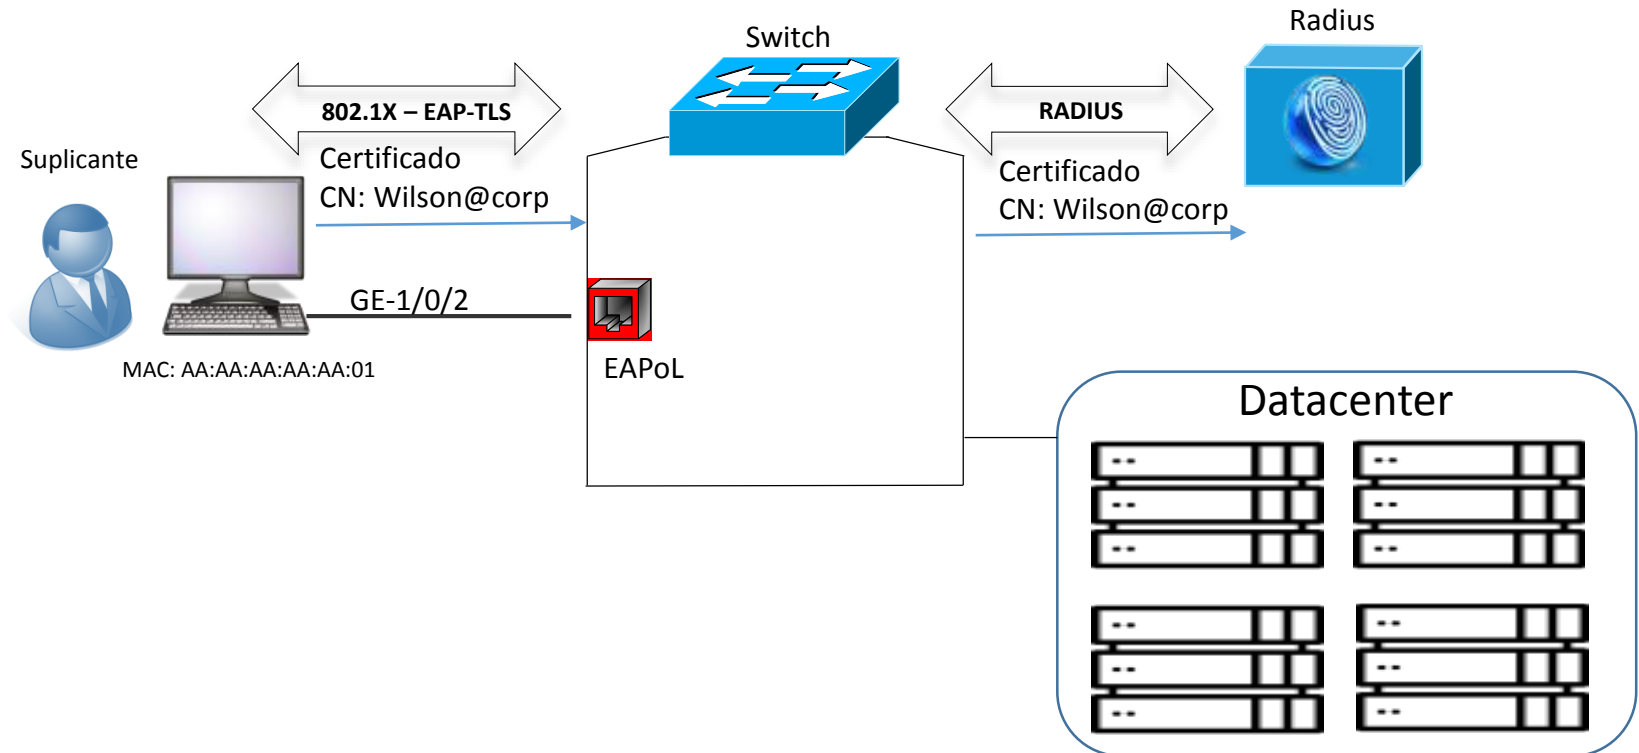 Switch
Radius
802.1X – EAP-TLS
RADIUS
Suplicante
Certificado
CN: Wilson@corp
Certificado
CN: Wilson@corp
GE-1/0/2
MAC: AA:AA:AA:AA:AA:01
EAPoL
Datacenter